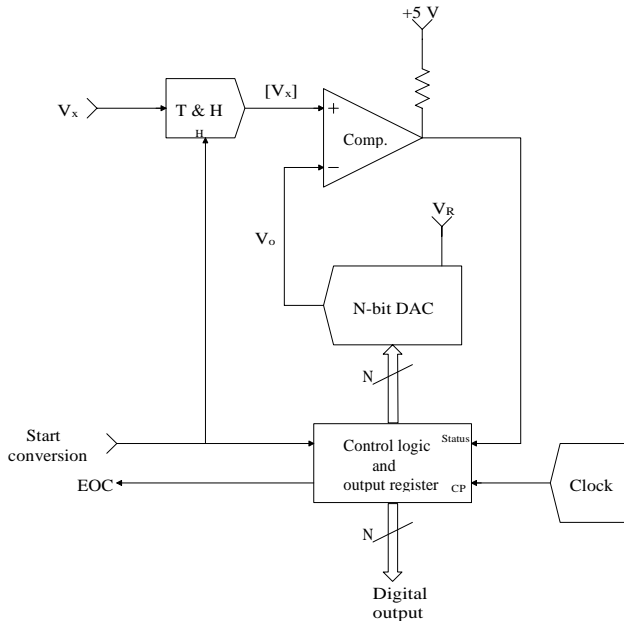 +5 V
[Vx]
Vx
T & H
H
+
Comp.
−
VR
Vo
N-bit DAC
N
Start
conversion
Status
Control logic
and
output register
CP
EOC
Clock
N
Digital
output